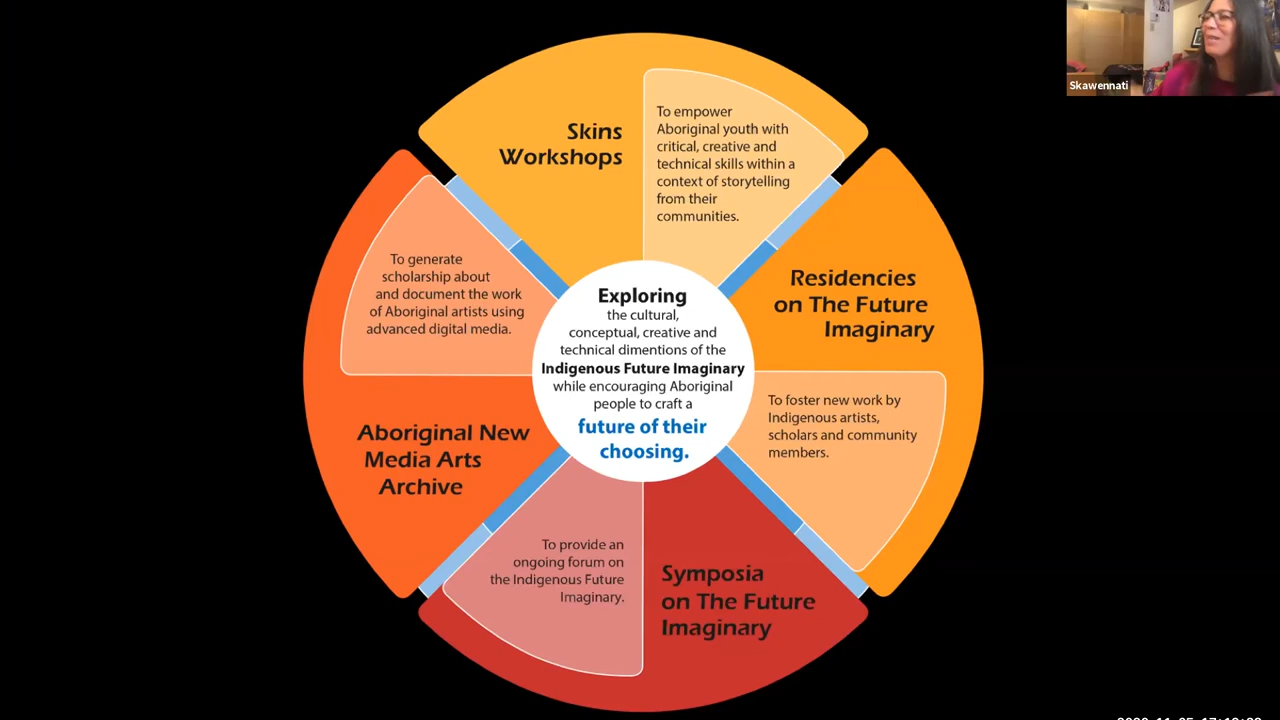 Skawennati
Skins
Workshops
To empower
Aboriginal youth with
critical, creative and
technical skills within a
context of storytelling
from their
communities.
Residencies
on The Future
Imaginary
To foster new work by
Indigenous artists,
scholars and community
members.
Symposia
on The Future
Imaginary
To provide an
ongoing forum on
the Indigenous Future
Imaginary.
Aboriginal New
Media Arts
Archive
To generate
scholarship about
and document the work
of Aboriginal artists using
advanced digital media.
Exploring
the cultural,
conceptual, creative and
technical dimentions of the
Indigenous Future Imaginary
while encouraging Aboriginal
people to craft a
future of their
choosing.